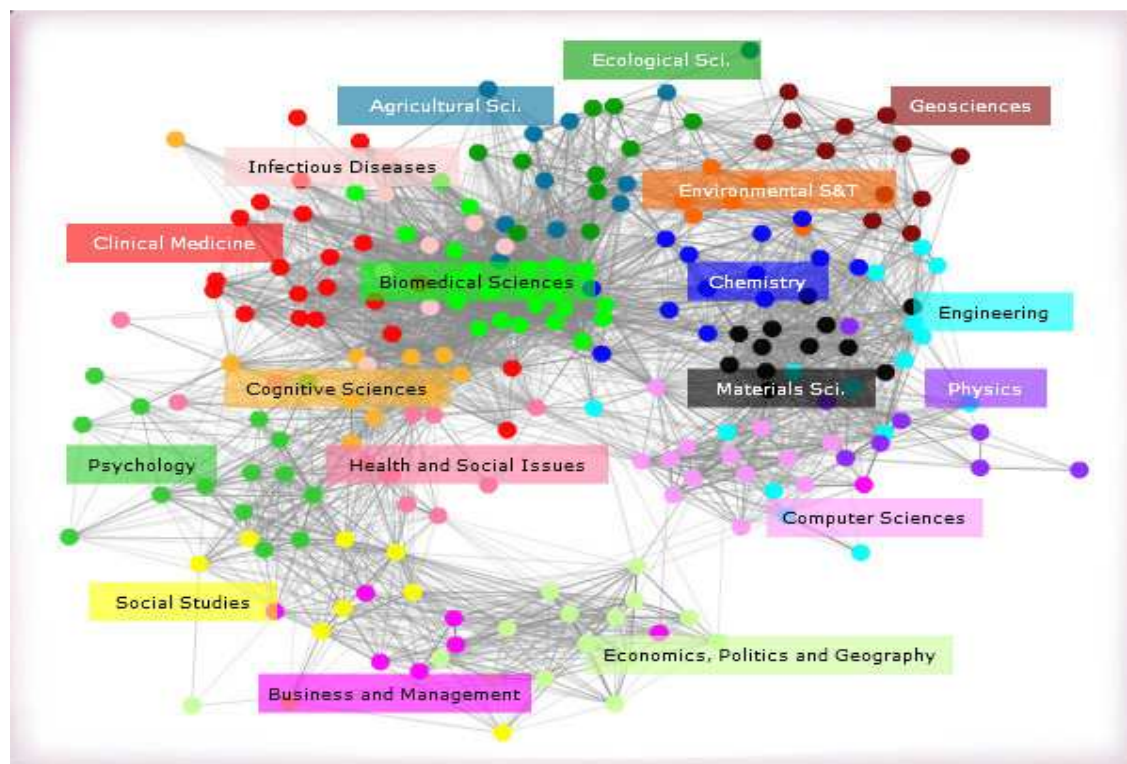 Ecological Sci.
Agricultural Sci.
Geosciences
Infectious Diseases
Environmental S&T
Clinical Medicine
Biomedical Sciences
Chemistry
Engineering
Cognitive Sciences
Materials Sci.
Physics
Psychology
Health and Social Issues
Computer Sciences
Social Studies
Economics, Politics and Geography
Business and Management